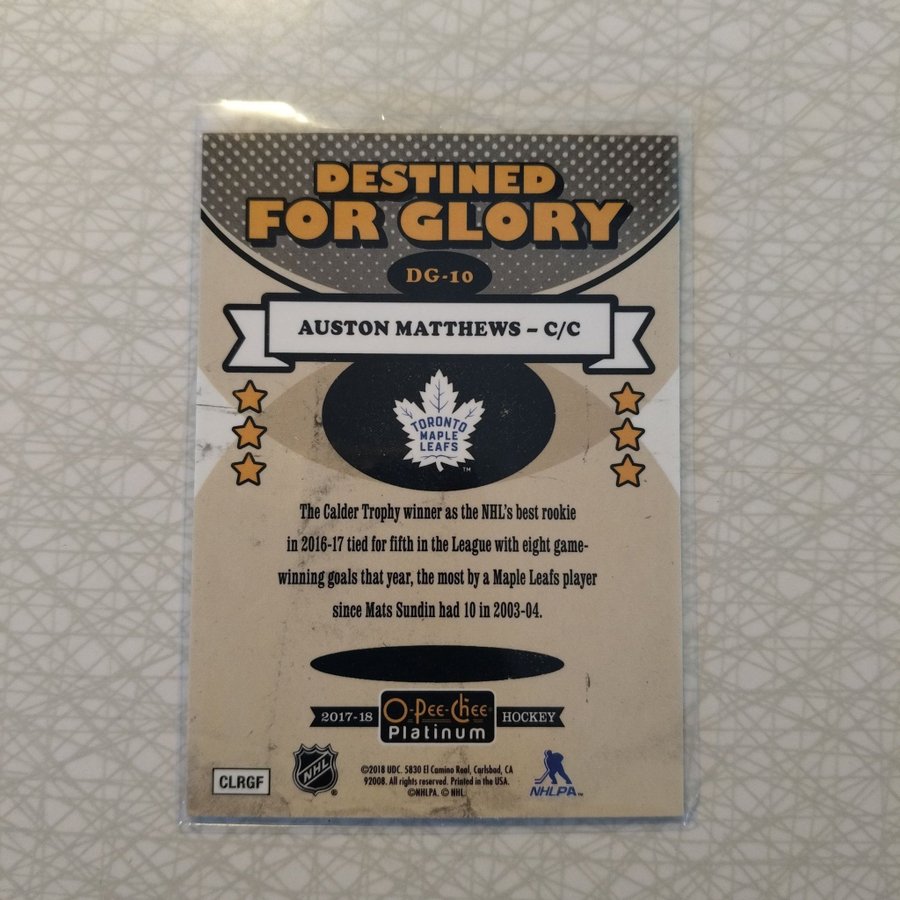 DESTINED
FOR GLORY
DG-10
AUSTON MATTHEWS – C/C
TORONTO
MAPLE
LEAFS
™
The Calder Trophy winner as the NHL's best rookie
in 2016-17 tied for fifth in the League with eight game-
winning goals that year, the most by a Maple Leafs player
since Mats Sundin had 10 in 2003-04.
2017-18 O-Pee-Chee® HOCKEY
Platinum
CLRGF
NHL ®
©2018 UDC. 5830 El Camino Real, Carlsbad, CA
92008. All rights reserved. Printed in the USA.
©NHLPA. © NHL.
NHLPA™